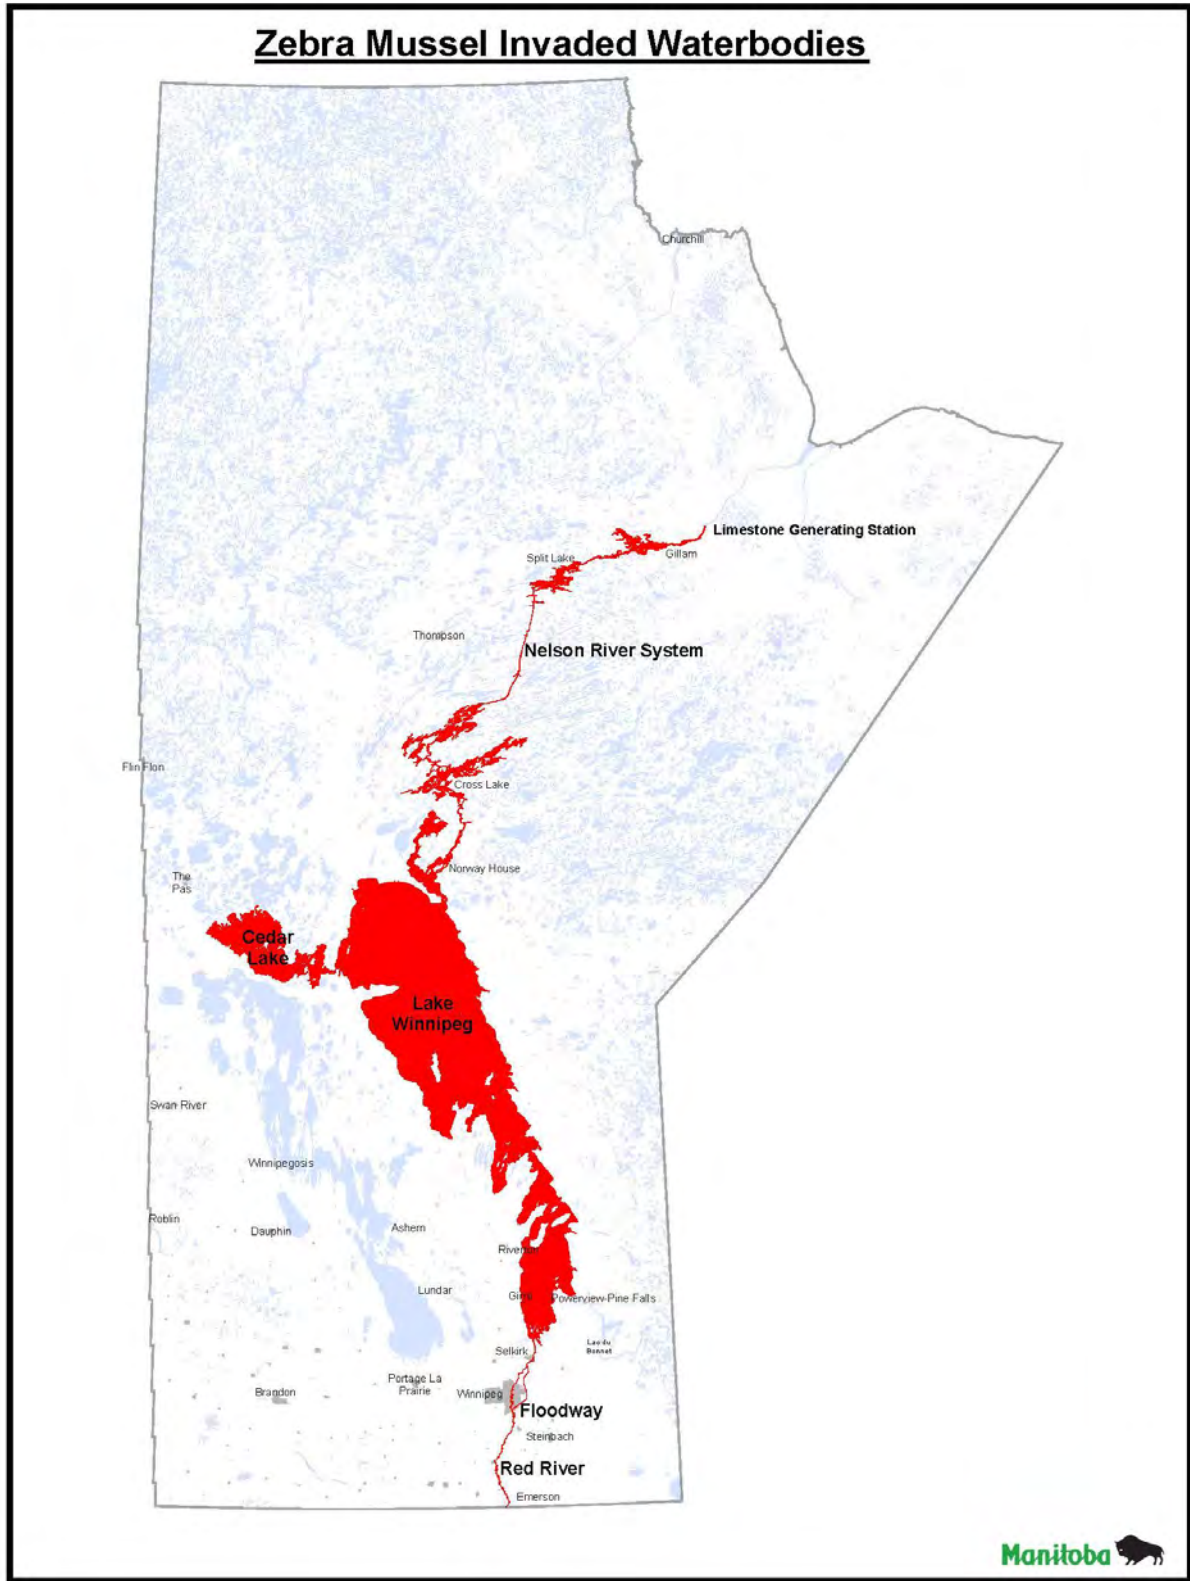 Zebra Mussel Invaded Waterbodies
Churchill
Limestone Generating Station
Split Lake
Gillam
Thompson
Nelson River System
Flin Flon
Cross Lake
Norway House
The
Pas
Cedar
Lake
Lake
Winnipeg
Swan River
Winnipegosis
Roblin
Dauphin
Ashern
Riverton
Lundar
Gimli
Powerview-Pine Falls
Lac du
Bonnet
Selkirk
Portage La
Prairie
Brandon
Winnipeg
Floodway
Steinbach
Red River
Emerson
Manitoba